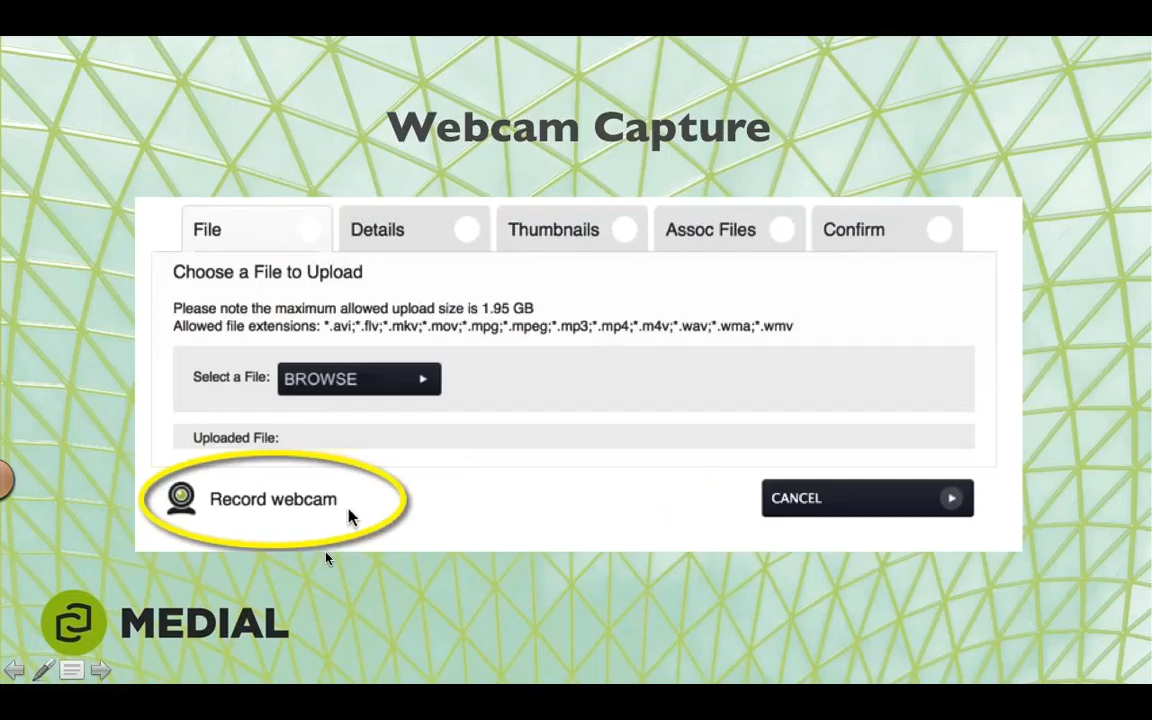 Webcam Capture
File Details Thumbnails Assoc Files Confirm
Choose a File to Upload
Please note the maximum allowed upload size is 1.95 GB
Allowed file extensions: *.avi;*.flv;*.mkv;*.mov;*.mpg;*.mpeg;*.mp3;*.mp4;*.m4v;*.wav;*.wma;*.wmv
Select a File: BROWSE
Uploaded File:
Record webcam CANCEL
MEDIAL